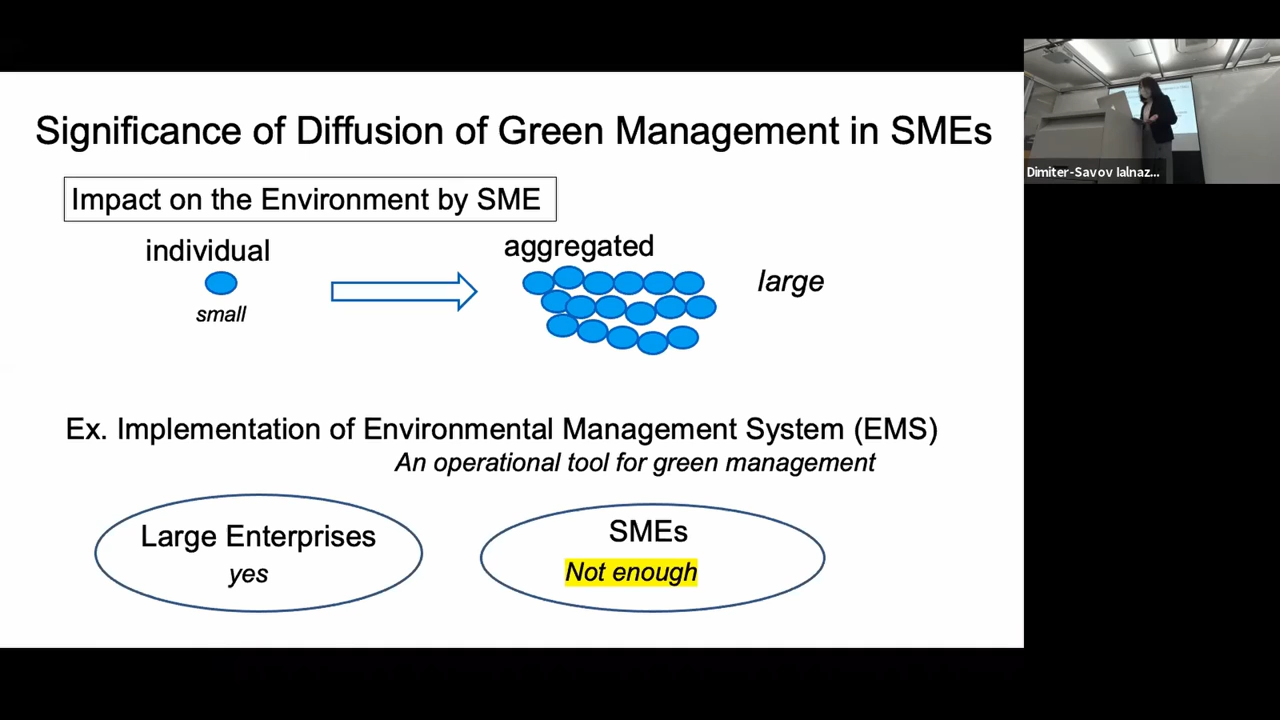 Significance of Diffusion of Green Management in SMEs
Impact on the Environment by SME
individual
aggregated
small
large
Ex. Implementation of Environmental Management System (EMS)
An operational tool for green management
Large Enterprises
yes
SMEs
Not enough
Dimiter-Savov Ialnaz...